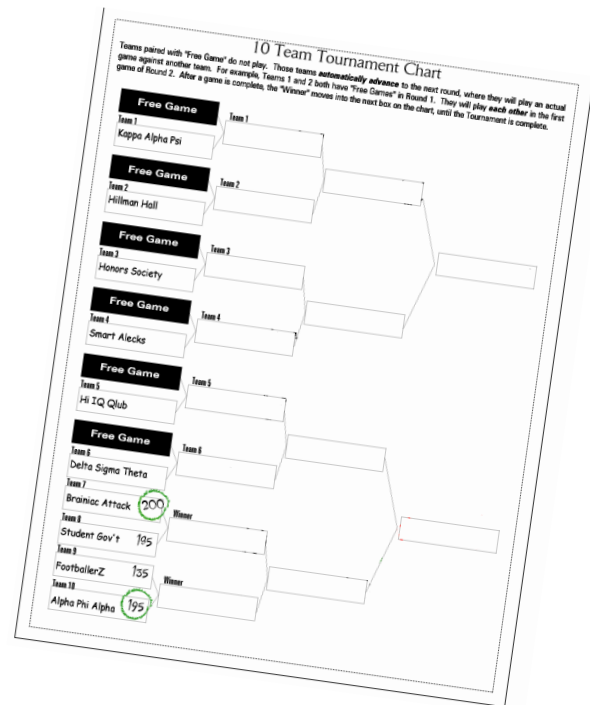 10 Team Tournament Chart
Teams paired with "Free Game" do not play. Those teams automatically advance to the next round, where they will play an actual
game against another team. For example, Teams 1 and 2 both have "Free Games" in Round 1. They will play each other in the first
game of Round 2. After a game is complete, the "Winner" moves into the next box on the chart, until the Tournament is complete.
Free Game
Team 1
Kappa Alpha Psi
Team 1
Free Game
Team 2
Hillman Hall
Team 2
Free Game
Team 3
Honors Society
Team 3
Free Game
Team 4
Smart Alecks
Team 4
Free Game
Team 5
Hi IQ Qlub
Team 5
Free Game
Team 6
Delta Sigma Theta
Team 6
Team 7
Brainiac Attack 200
Team 8
Student Gov't 195
Winner
Team 9
FootballerZ 135
Team 10
Alpha Phi Alpha 195
Winner